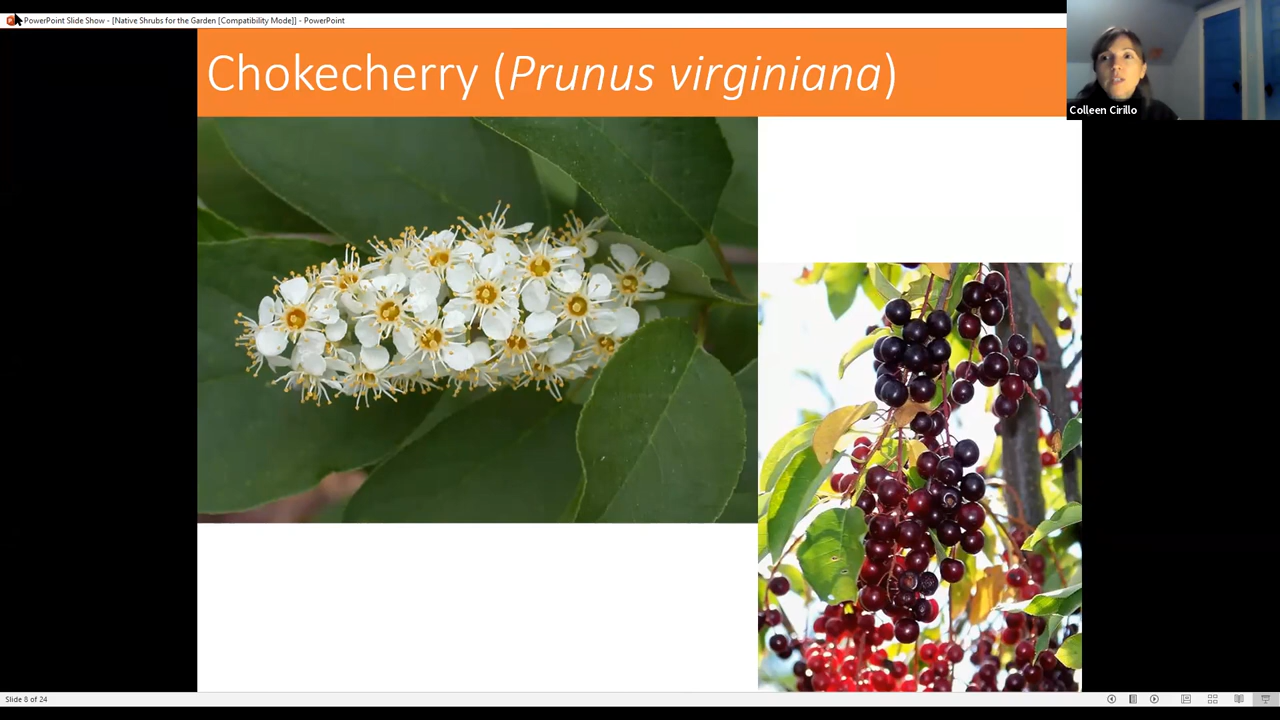 PowerPoint Slide Show - [Native Shrubs for the Garden [Compatibility Mode]] - PowerPoint
Chokecherry (Prunus virginiana)
Colleen Cirillo
Slide 8 of 24